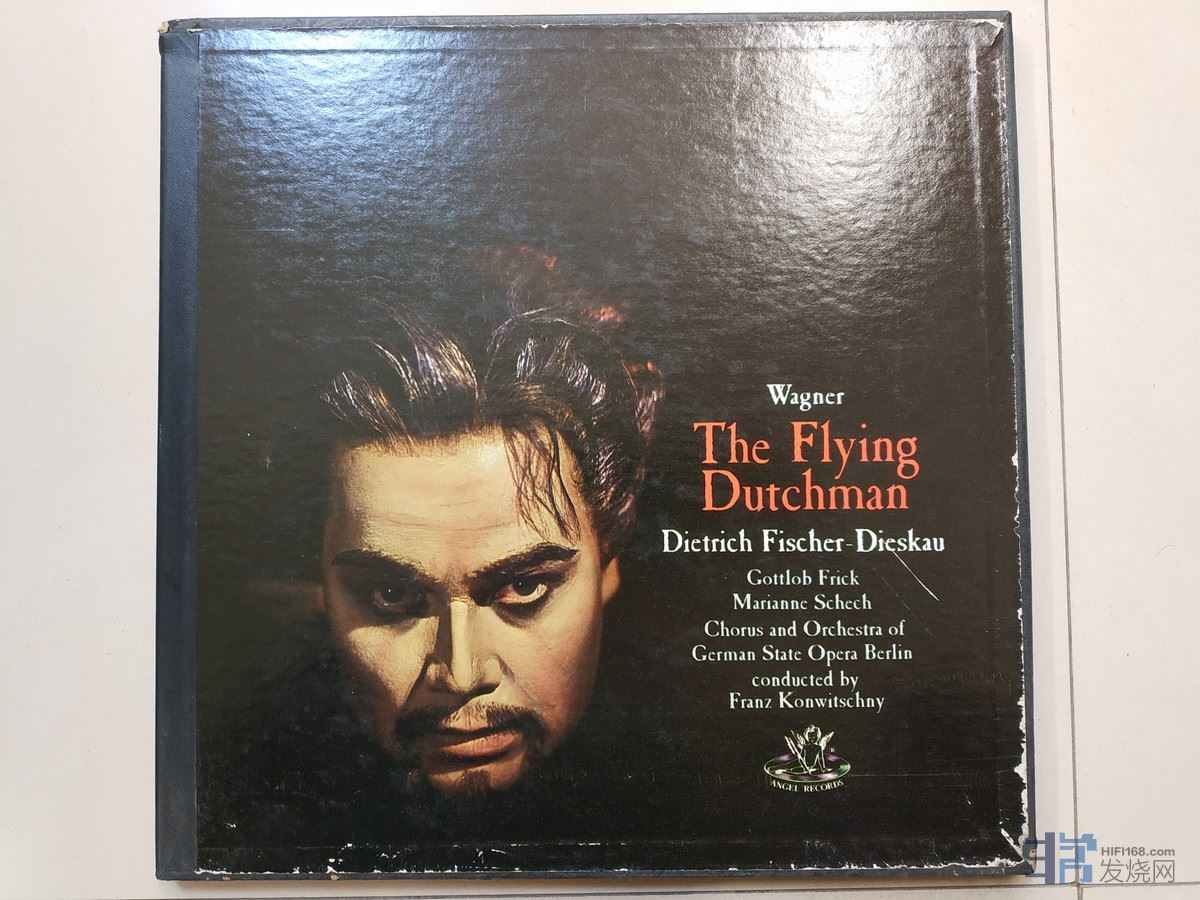 Wagner
The Flying
Dutchman
Dietrich Fischer-Dieskau
Gottlob Frick
Marianne Schech
Chorus and Orchestra of
German State Opera Berlin
conducted by
Franz Konwitschny
ANGEL RECORDS
HIFI168.com
发烧网